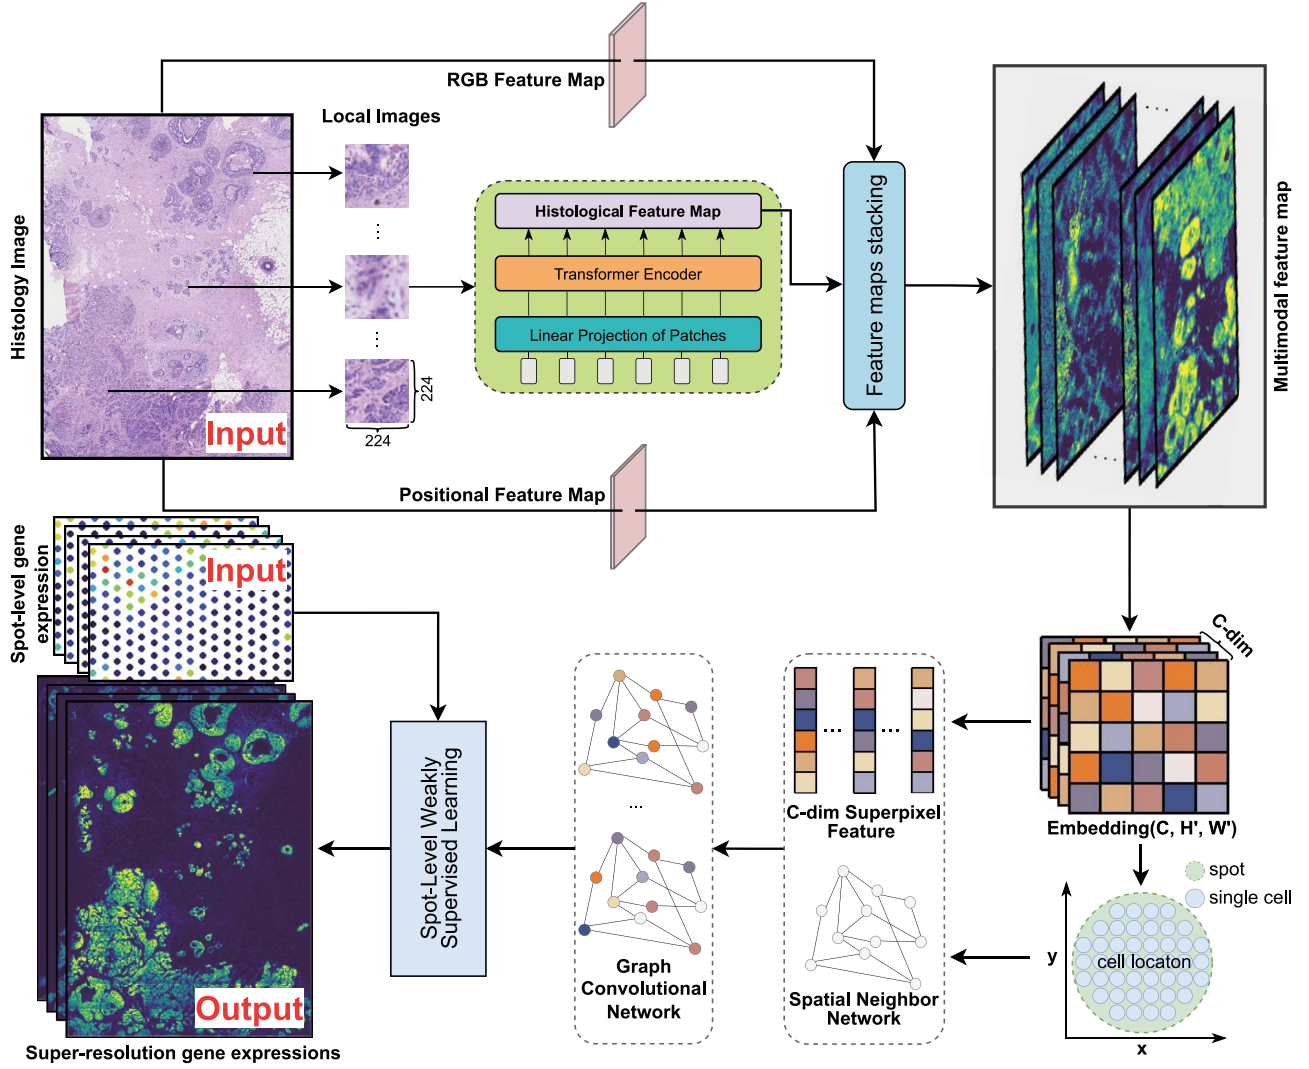 RGB Feature Map
Local Images
Histology Image
Input
...
...
224
224
Histological Feature Map
Transformer Encoder
Linear Projection of Patches
Feature maps stacking
....
....
Multimodal feature map
Positional Feature Map
Spot-level gene
expression
Input
C-dim
Embedding(C, H', W')
...
...
C-dim Superpixel
Feature
...
Graph
Convolutional
Network
Spatial Neighbor
Network
spot
single cell
cell locaton
y
x
Spot-Level Weakly
Supervised Learning
Output
Super-resolution gene expressions